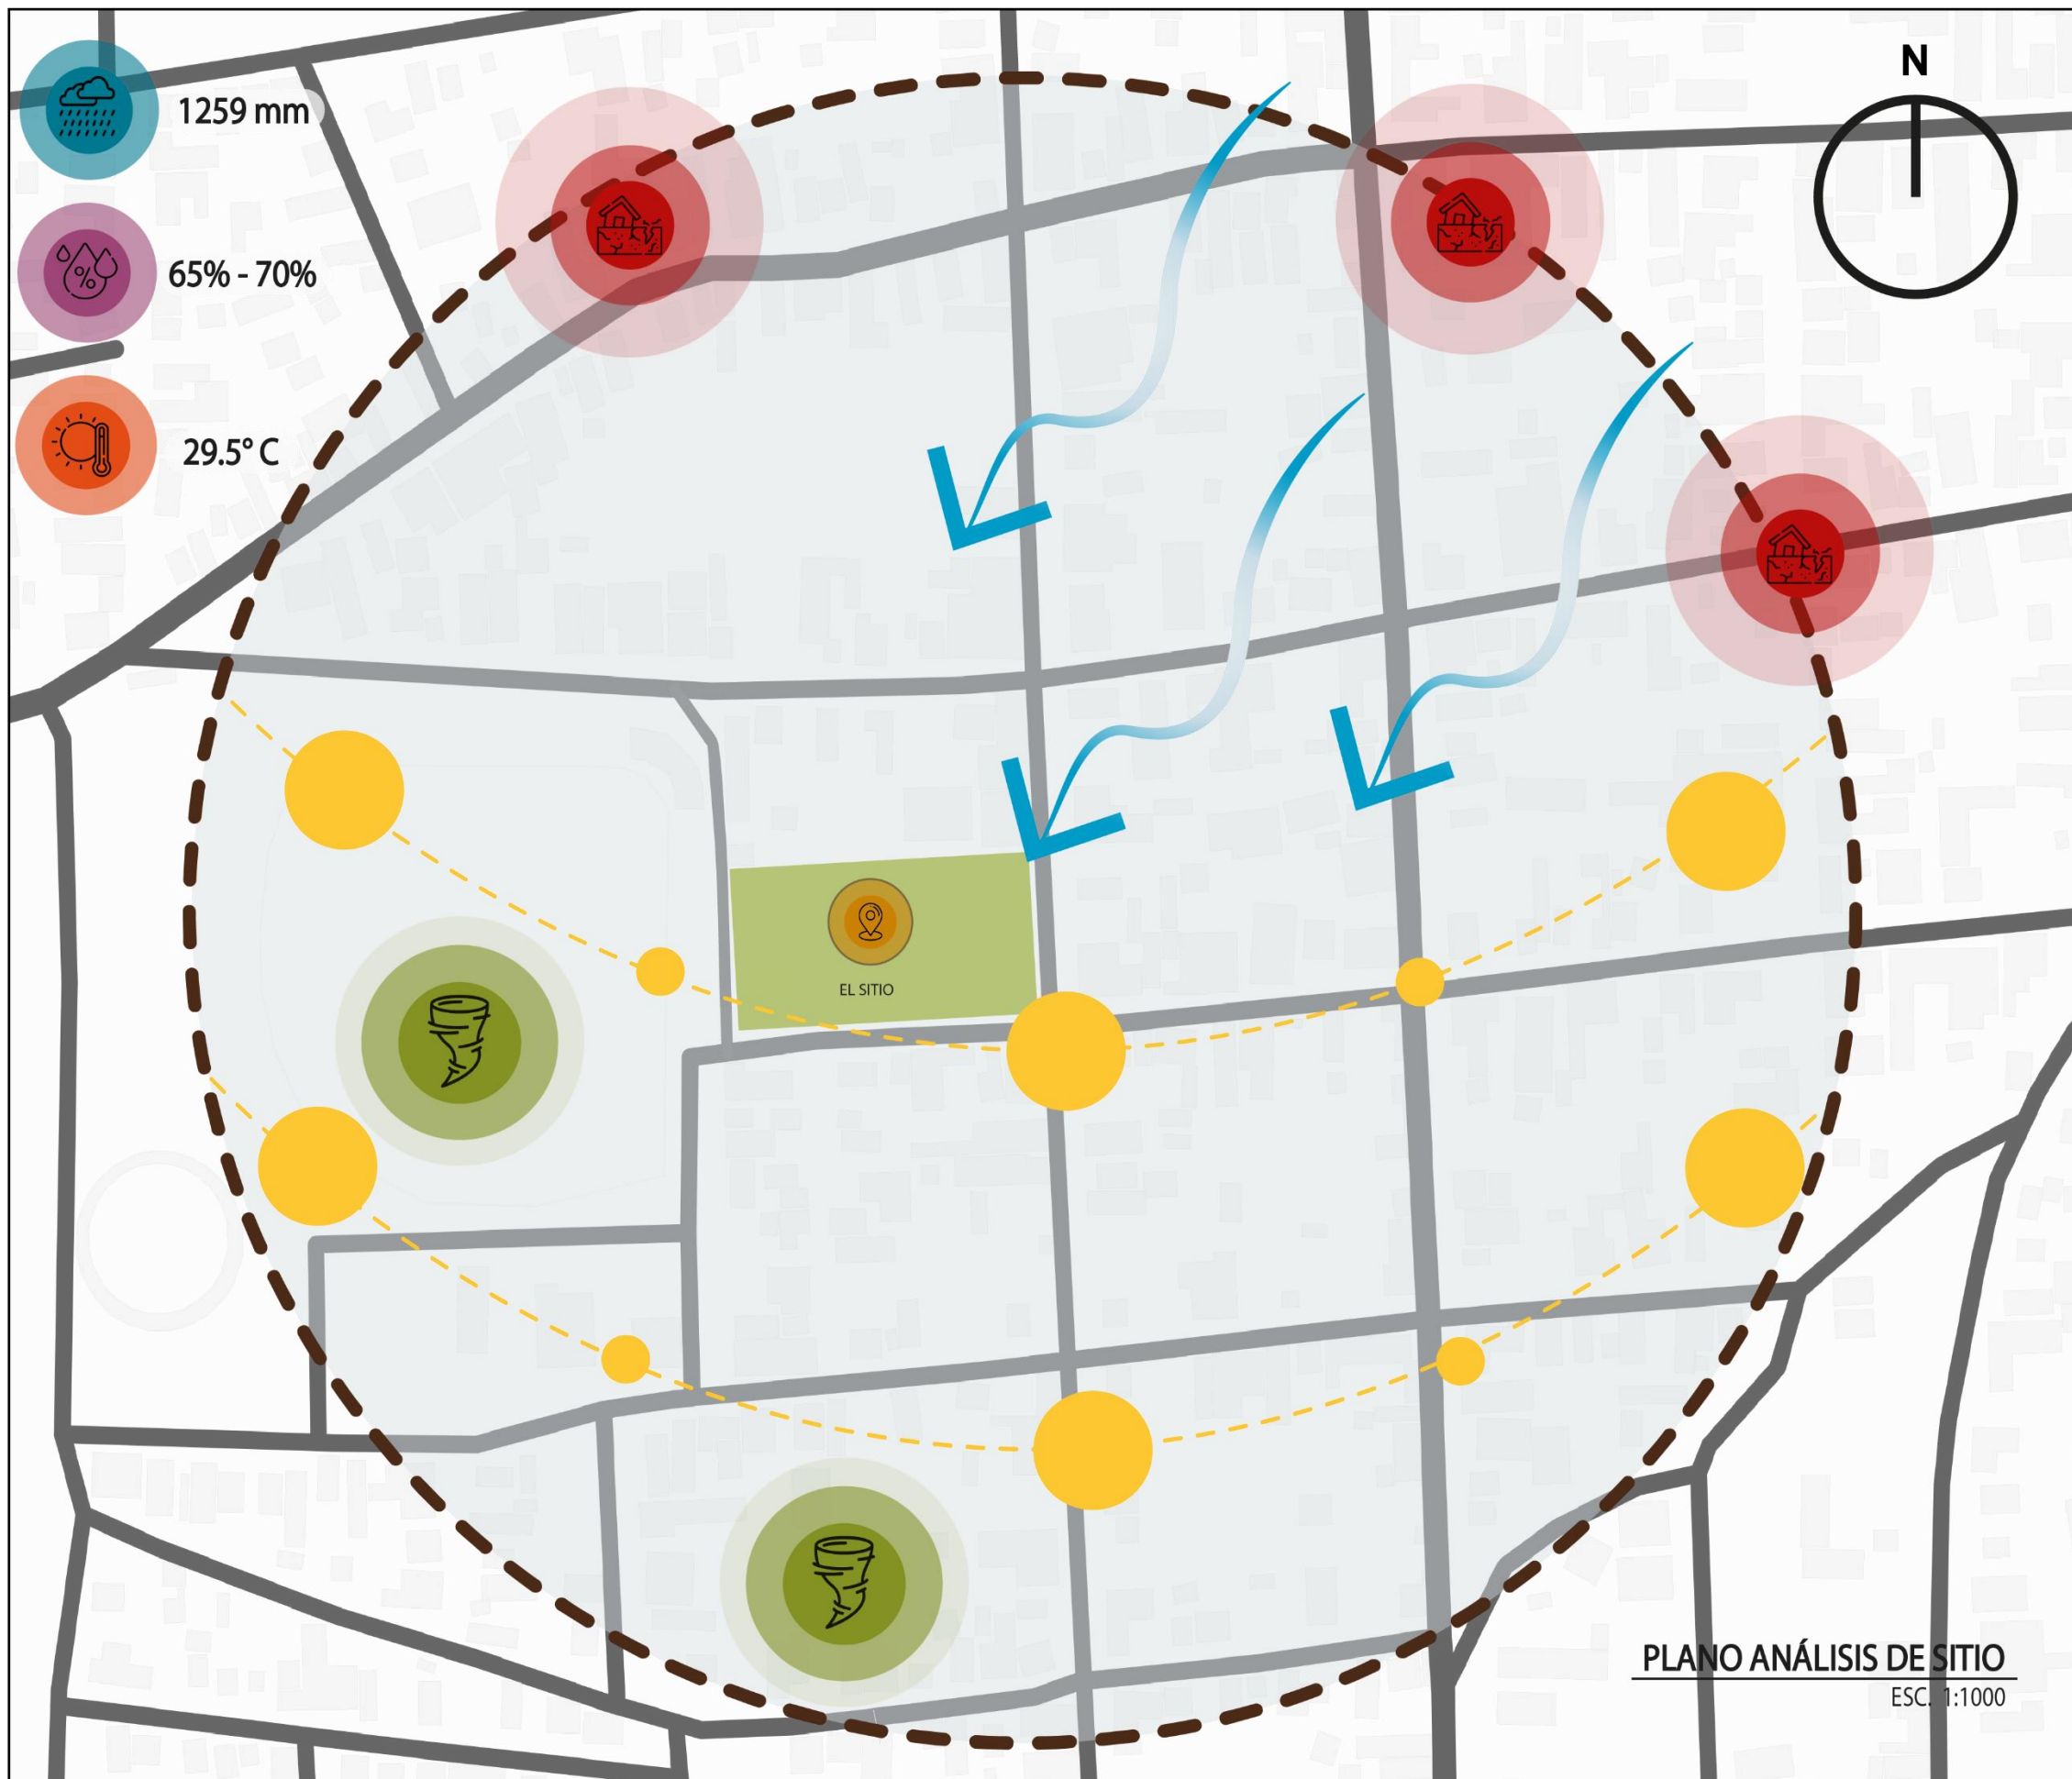 1259 mm
N
65% - 70%
29.5° C
EL SITIO
PLANO ANÁLISIS DE SITIO
ESC. 1:1000